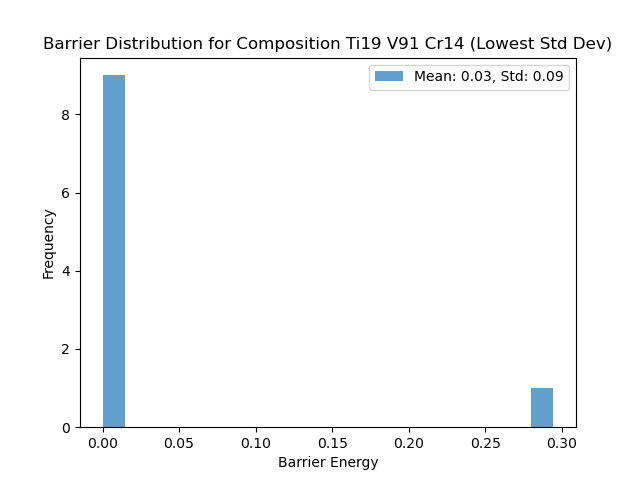 Barrier Distribution for Composition Ti19 V91 Cr14 (Lowest Std Dev)
Mean: 0.03, Std: 0.09
Frequency
8
6
4
2
0
0.00 0.05 0.10 0.15 0.20 0.25 0.30
Barrier Energy